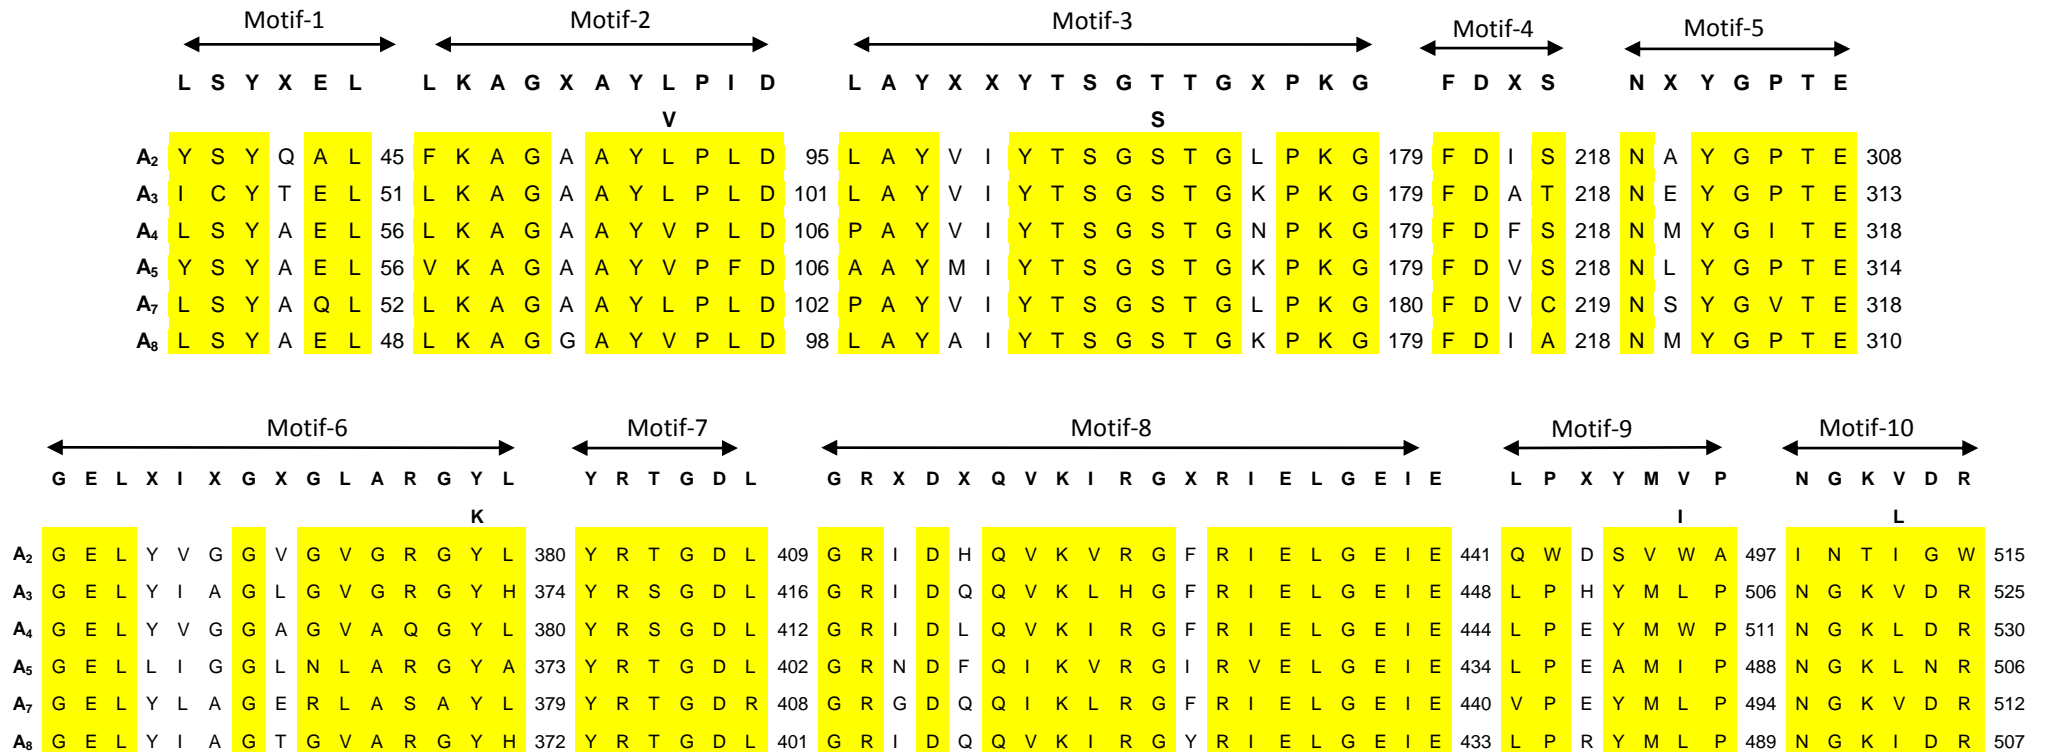 Motif-1 Motif-2 Motif-3 Motif-4 Motif-5
L S Y X E L L K A G X A Y L P I D L A Y X X Y T S G T T G X P K G F D X S N X Y G P T E
V S
A2 Y S Y Q A L 45 F K A G A A Y L P L D 95 L A Y V I Y T S G S T G L P K G 179 F D I S 218 N A Y G P T E 308
A3 I C Y T E L 51 L K A G A A Y L P L D 101 L A Y V I Y T S G S T G K P K G 179 F D A T 218 N E Y G P T E 313
A4 L S Y A E L 56 L K A G A A Y V P L D 106 P A Y V I Y T S G S T G N P K G 179 F D F S 218 N M Y G I T E 318
A5 Y S Y A E L 56 V K A G A A Y V P F D 106 A A Y M I Y T S G S T G K P K G 179 F D V S 218 N L Y G P T E 314
A7 L S Y A Q L 52 L K A G A A Y L P L D 102 P A Y V I Y T S G S T G L P K G 180 F D V C 219 N S Y G V T E 318
A8 L S Y A E L 48 L K A G G A Y V P L D 98 L A Y A I Y T S G S T G K P K G 179 F D I A 218 N M Y G P T E 310
Motif-6 Motif-7 Motif-8 Motif-9 Motif-10
G E L X I X G X G L A R G Y L Y R T G D L G R X D X Q V K I R G X R I E L G E I E L P X Y M V P N G K V D R
K I L
A2 G E L Y V G G V G V G R G Y L 380 Y R T G D L 409 G R I D H Q V K V R G F R I E L G E I E 441 Q W D S V W A 497 I N T I G W 515
A3 G E L Y I A G L G V G R G Y H 374 Y R S G D L 416 G R I D Q Q V K L H G F R I E L G E I E 448 L P H Y M L P 506 N G K V D R 525
A4 G E L Y V G G A G V A Q G Y L 380 Y R S G D L 412 G R I D L Q V K I R G F R I E L G E I E 444 L P E Y M W P 511 N G K L D R 530
A5 G E L L I G G L N L A R G Y A 373 Y R T G D L 402 G R N D F Q I K V R G I R V E L G E I E 434 L P E A M I P 488 N G K L N R 506
A7 G E L Y L A G E R L A S A Y L 379 Y R T G D R 408 G R G D Q Q I K L R G F R I E L G E I E 440 V P E Y M L P 494 N G K V D R 512
A8 G E L Y I A G T G V A R G Y H 372 Y R T G D L 401 G R I D Q Q V K I R G Y R I E L G E I E 433 L P R Y M L P 489 N G K I D R 507